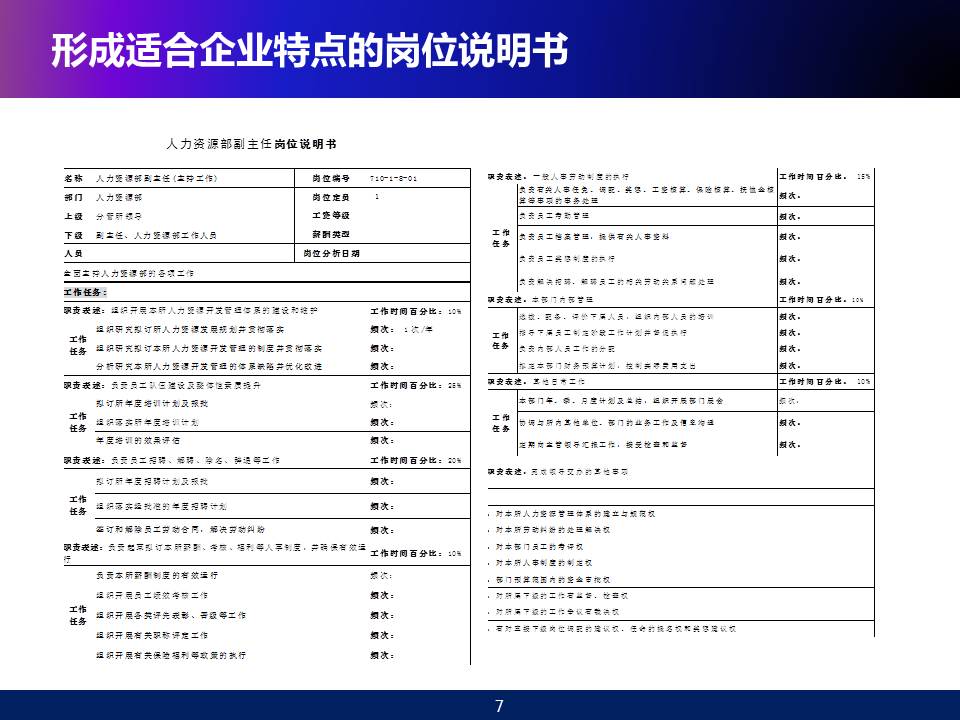 形成适合企业特点的岗位说明书
人力资源部副主任岗位说明书
名称 人力资源部副主任(主持工作) 岗位编号 710-1-8-01
部门 人力资源部 岗位定员 1
上级 分管所领导 工资等级
下级 副主任、人力资源部工作人员 薪酬类型
人员 岗位分析日期
全面主持人力资源部的各项工作
工作任务:
职责表述:组织开展本所人力资源开发管理体系的建设和维护 工作时间百分比:10%
工作任务
组织研究拟订所人力资源发展规划并贯彻落实 频次: 1次/年
组织研究拟订本所人力资源开发管理的制度并贯彻落实 频次:
分析研究本所人力资源开发管理的体系缺陷并优化改进 频次:
职责表述:负责员工队伍建设及整体性素质提升 工作时间百分比:25%
工作任务
拟订所年度培训计划及报批 频次:
组织落实所年度培训计划 频次:
年度培训的效果评估 频次:
职责表述:负责员工招聘、解聘、除名、辞退等工作 工作时间百分比:20%
工作任务
拟订所年度招聘计划及报批 频次:
组织落实经批准的年度招聘计划 频次:
签订和解除员工劳动合同,解决劳动纠纷 频次:
职责表述:负责起草拟订本所薪酬、考核、福利等人事制度,并确保有效运行 工作时间百分比:10%
工作任务
负责本所薪酬制度的有效运行 频次:
组织开展员工绩效考核工作 频次:
组织开展各类评先表彰、晋级等工作 频次:
组织开展有关职称评定工作 频次:
组织开展有关保险福利等政策的执行 频次:
职责表述:一般人事劳动制度的执行 工作时间百分比:15%
工作任务
负责有关人事任免、调配、奖惩、工资核算、保险核算、抚恤金核算等事项的事务处理 频次:
负责员工考勤管理 频次:
负责员工档案管理,提供有关人事资料 频次:
负责员工奖惩制度的执行 频次:
负责解决招聘、解聘员工的相关劳动关系问题处理 频次:
职责表述:本部门内部管理 工作时间百分比:10%
工作任务
选拔、配备、评价下属人员,组织内部人员的培训 频次:
指导下属员工制定阶段工作计划并督促执行 频次:
负责内部人员工作的分配 频次:
拟定本部门财务预算计划,控制实际费用支出 频次:
职责表述:其他日常工作 工作时间百分比:10%
工作任务
本部门年、季、月度计划及总结,组织开展部门晨会 频次:
协调与所内其他单位、部门的业务工作及信息沟通 频次:
定期向主管领导汇报工作,接受检查和监督 频次:
职责表述:完成领导交办的其他事项
对本所人力资源管理体系的建立与规范权
对本所劳动纠纷的处理解决权
对本部门员工的考评权
对本所人事制度的制定权
部门预算范围内的资金审批权
对所属下级的工作有监督、检查权
对所属下级的工作争议有裁决权
有对直接下级岗位调配的建议权、任命的提名权和奖惩建议权
7